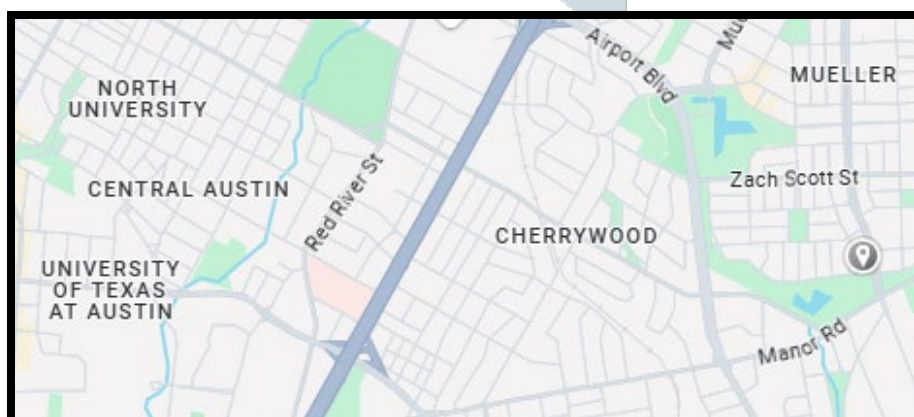 Airport Blvd
NORTH
UNIVERSITY
MUELLER
CENTRAL AUSTIN
Red River St
Zach Scott St
CHERRYWOOD
UNIVERSITY
OF TEXAS
AT AUSTIN
Manor Rd